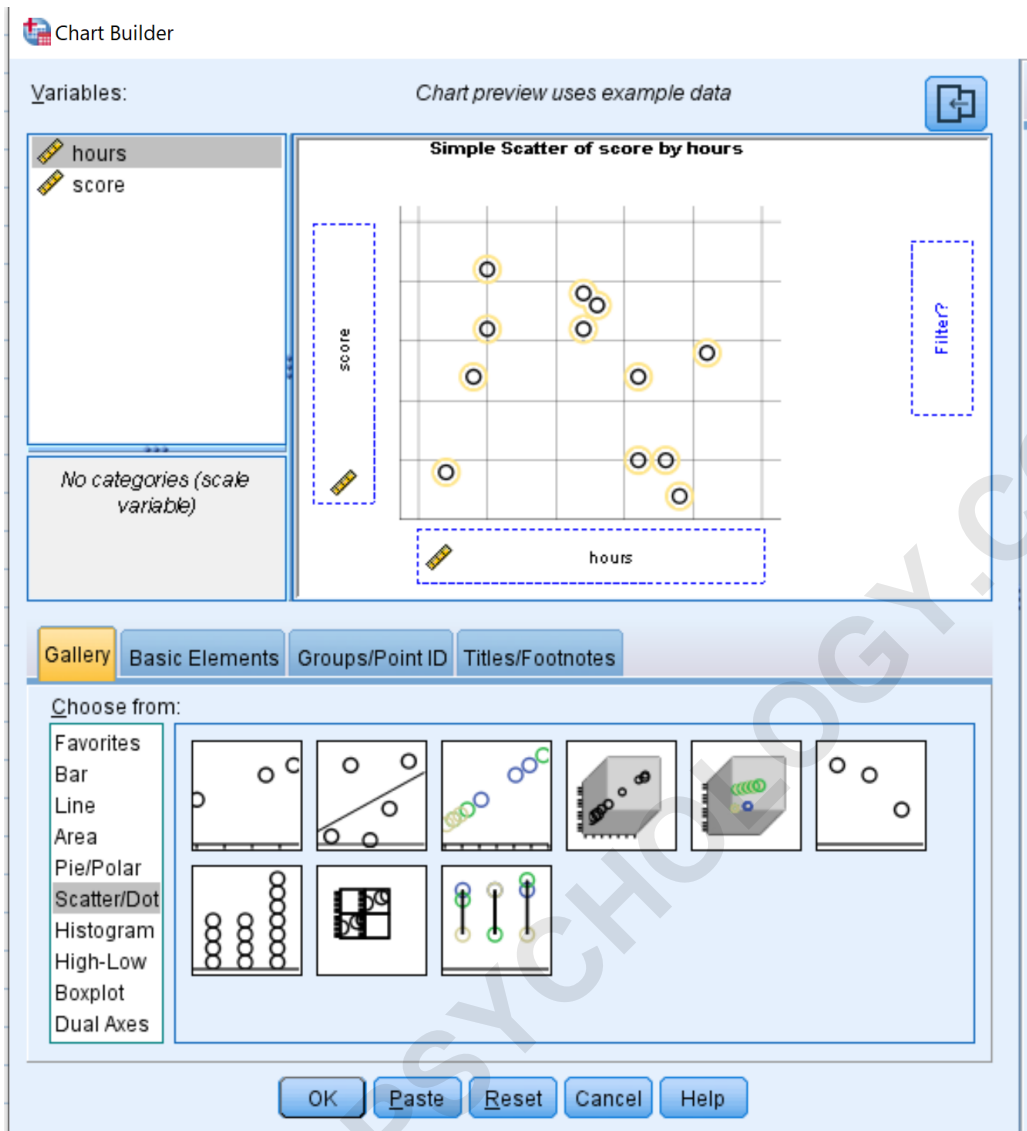 Chart Builder
Variables:
Chart preview uses example data
hours
score
Simple Scatter of score by hours
score
Filter?
hours
No categories (scale
variable)
Gallery
Basic Elements
Groups/Point ID
Titles/Footnotes
Choose from:
Favorites
Bar
Line
Area
Pie/Polar
Scatter/Dot
Histogram
High-Low
Boxplot
Dual Axes
OK
Paste
Reset
Cancel
Help
PSYCHOLOGY.C